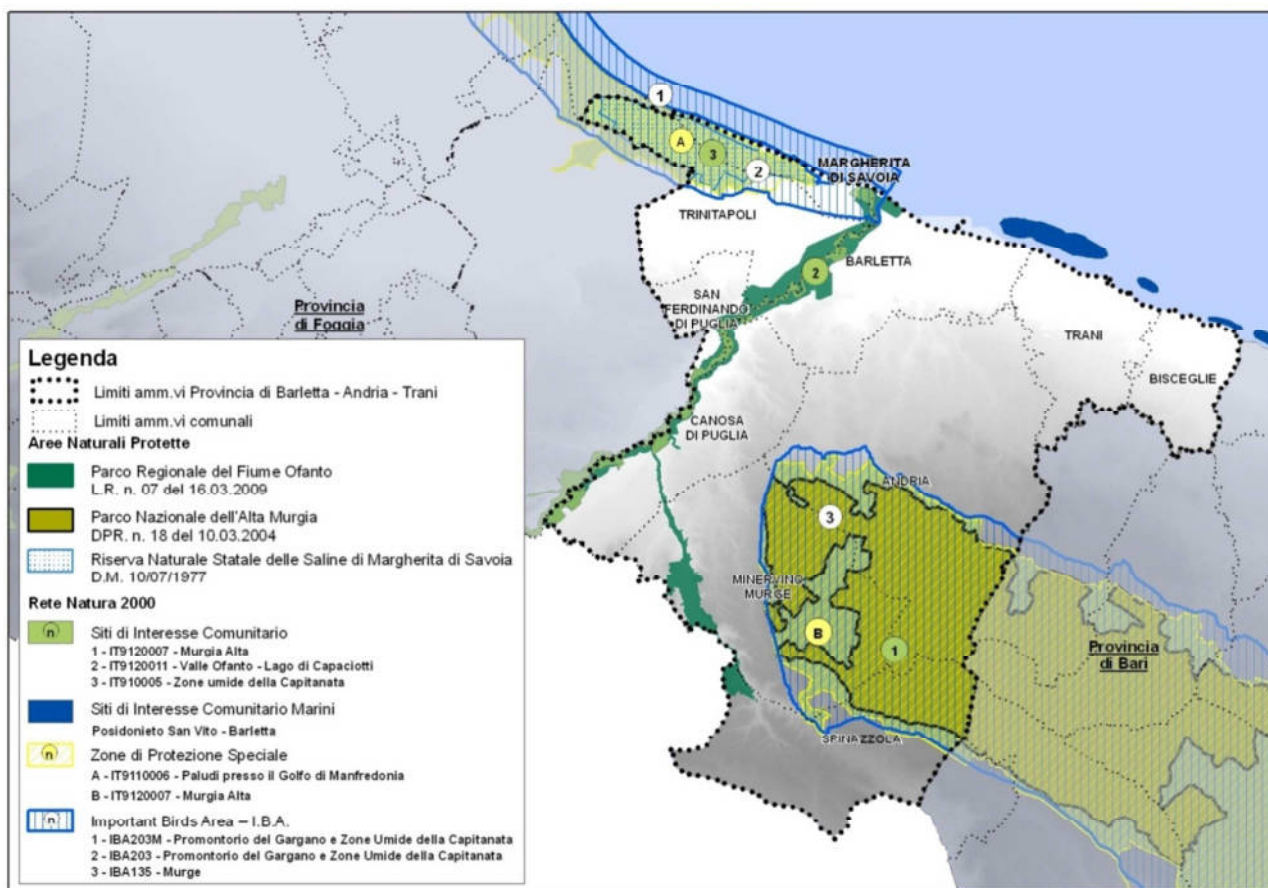 1
A
3
2
MARGHERITA
DI SAVOIA
TRINITAPOLI
BARLETTA
2
SAN
FERDINANDO
DI PUGLIA
Provincia
di Foggia
TRANI
BISCEGLIE
CANOSA
DI PUGLIA
ANDRIA
3
MINERVINO
MURGE
B
1
Provincia
di Bari
SPINAZZOLA
Legenda
Limiti amm.vi Provincia di Barletta - Andria - Trani
Limiti amm.vi comunali
Aree Naturali Protette
Parco Regionale del Fiume Ofanto
L.R. n. 07 del 16.03.2009
Parco Nazionale dell'Alta Murgia
DPR. n. 18 del 10.03.2004
Riserva Naturale Statale delle Saline di Margherita di Savoia
D.M. 10/07/1977
Rete Natura 2000
n Siti di Interesse Comunitario
1 - IT9120007 - Murgia Alta
2 - IT9120011 - Valle Ofanto - Lago di Capaciotti
3 - IT910005 - Zone umide della Capitanata
Siti di Interesse Comunitario Marini
Posidonieto San Vito - Barletta
n Zone di Protezione Speciale
A - IT9110006 - Paludi presso il Golfo di Manfredonia
B - IT9120007 - Murgia Alta
n Important Birds Area – I.B.A.
1 - IBA203M - Promontorio del Gargano e Zone Umide della Capitanata
2 - IBA203 - Promontorio del Gargano e Zone Umide della Capitanata
3 - IBA135 - Murge